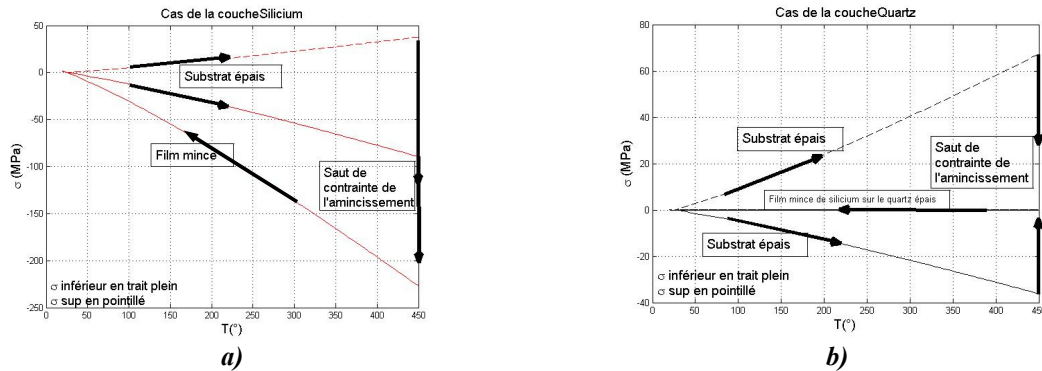 Cas de la coucheSilicium
50
0
-50
-100
-150
-200
-250
σ (MPa)
0 50 100 150 200 250 300 350 400 450
T(°)
Substrat épais
Film mince
Saut de
contrainte de
l'amincissement
σ inférieur en trait plein
σ sup en pointillé
a)
Cas de la coucheQuartz
80
60
40
20
0
-20
-40
σ (MPa)
0 50 100 150 200 250 300 350 400 450
T(°)
Substrat épais
Saut de
contrainte de
l'amincissement
Film mince de silicium sur le quartz épais
Substrat épais
σ inférieur en trait plein
σ sup en pointillé
b)